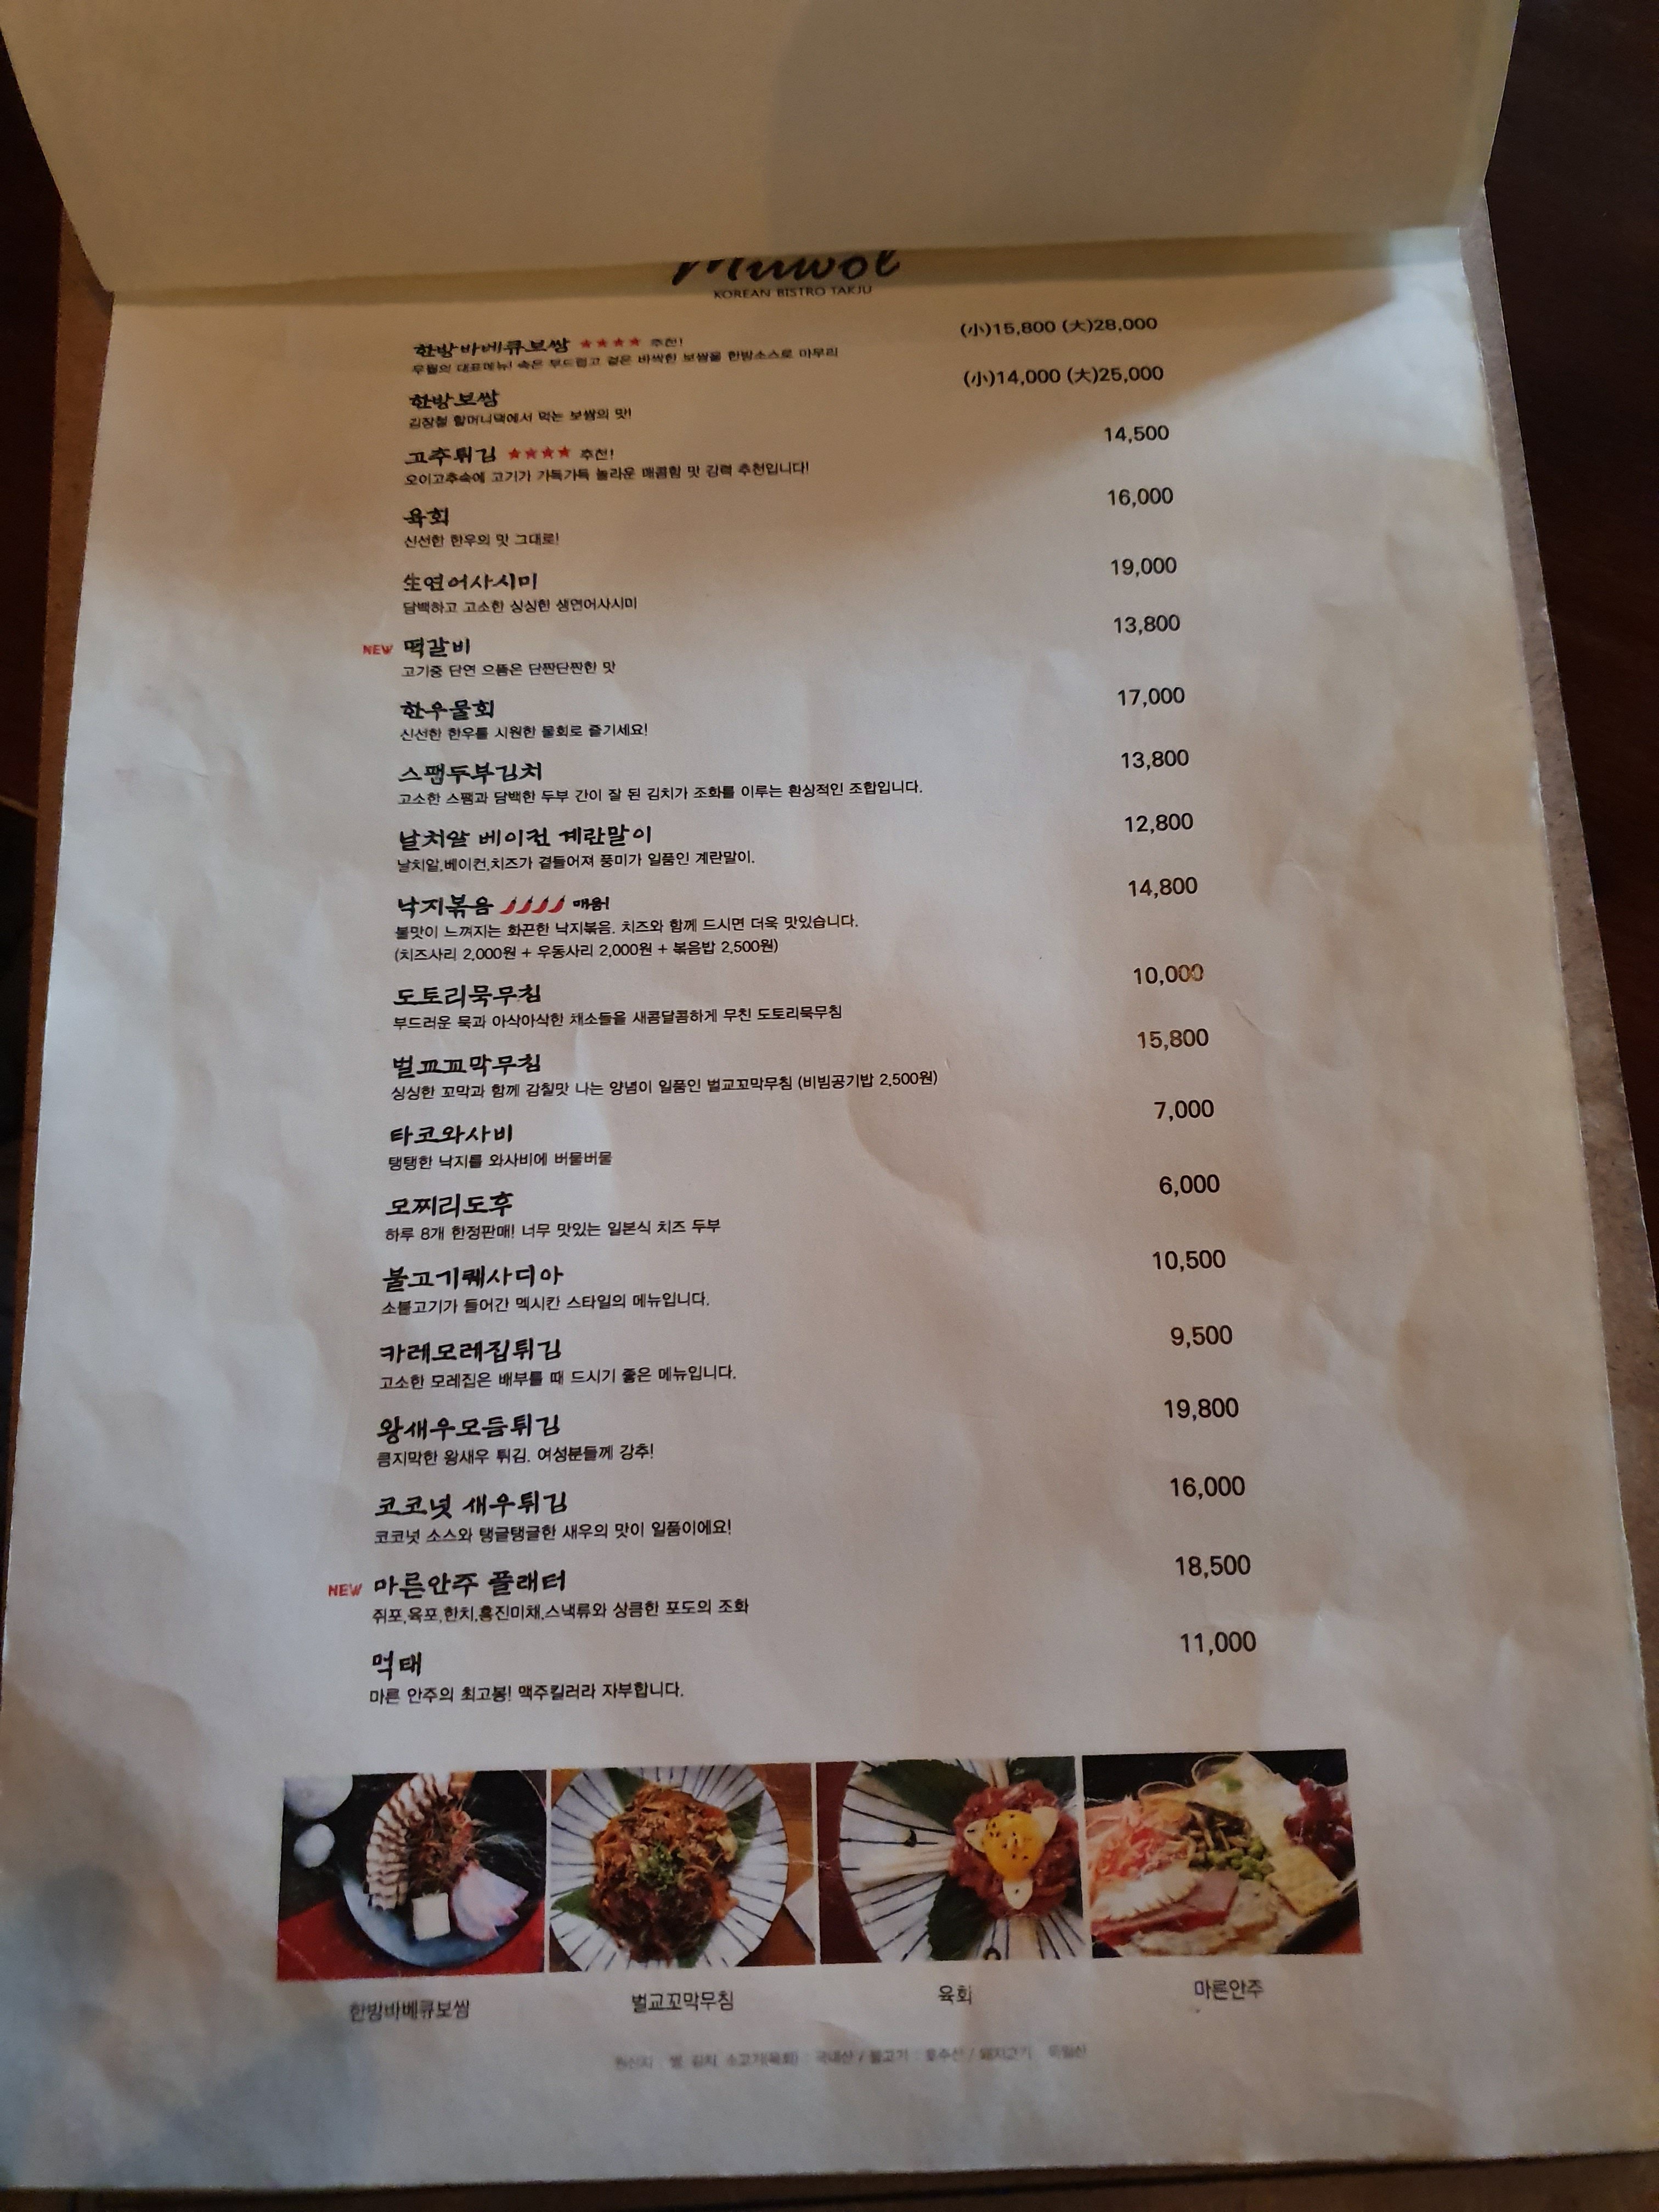 Muwol
KOREAN BISTRO TAKJU
한방바베큐보쌈 ★★★★ 추천! (小)15,800 (大)28,000
무월의 대표메뉴! 속은 부드럽고 겉은 바싹한 보쌈을 한방소스로 마무리
한방보쌈 (小)14,000 (大)25,000
김장철 할머니댁에서 먹는 보쌈의 맛!
고추튀김 ★★★★ 추천! 14,500
오이고추속에 고기가 가득가득 놀라운 매콤함 맛 강력 추천입니다!
육회 16,000
신선한 한우의 맛 그대로!
生연어사시미 19,000
담백하고 고소한 싱싱한 생연어사시미
NEW 떡갈비 13,800
고기중 단연 으뜸은 단짠단짠한 맛
한우물회 17,000
신선한 한우를 시원한 물회로 즐기세요!
스팸두부김치 13,800
고소한 스팸과 담백한 두부 간이 잘 된 김치가 조화를 이루는 환상적인 조합입니다.
날치알 베이컨 계란말이 12,800
날치알,베이컨,치즈가 곁들어져 풍미가 일품인 계란말이.
낙지볶음 매움! 14,800
불맛이 느껴지는 화끈한 낙지볶음. 치즈와 함께 드시면 더욱 맛있습니다.
(치즈사리 2,000원 + 우동사리 2,000원 + 볶음밥 2,500원)
도토리묵무침 10,000
부드러운 묵과 아삭아삭한 채소들을 새콤달콤하게 무친 도토리묵무침
벌교꼬막무침 15,800
싱싱한 꼬막과 함께 감칠맛 나는 양념이 일품인 벌교꼬막무침 (비빔공기밥 2,500원)
타코와사비 7,000
탱탱한 낙지를 와사비에 버물버물
모찌리도후 6,000
하루 8개 한정판매! 너무 맛있는 일본식 치즈 두부
불고기퀘사디아 10,500
소불고기가 들어간 멕시칸 스타일의 메뉴입니다.
카레모레집튀김 9,500
고소한 모레집은 배부를 때 드시기 좋은 메뉴입니다.
왕새우모듬튀김 19,800
큼지막한 왕새우 튀김. 여성분들께 강추!
코코넛 새우튀김 16,000
코코넛 소스와 탱글탱글한 새우의 맛이 일품이에요!
NEW 마른안주 플래터 18,500
쥐포,육포,한치,홍진미채,스낵류와 상큼한 포도의 조화
먹태 11,000
마른 안주의 최고봉! 맥주킬러라 자부합니다.
한방바베큐보쌈 벌교꼬막무침 육회 마른안주
원산지 : 쌀, 김치, 소고기(육회) : 국내산 / 불고기 : 호주산 / 돼지고기 : 독일산